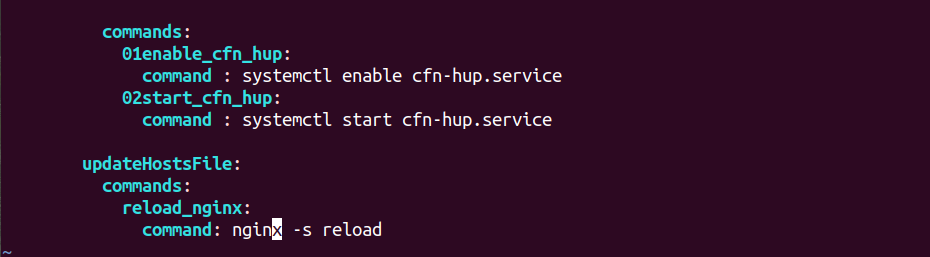 commands:
01enable_cfn_hup:
command : systemctl enable cfn-hup.service
02start_cfn_hup:
command : systemctl start cfn-hup.service
updateHostsFile:
commands:
reload_nginx:
command: nginx -s reload
~